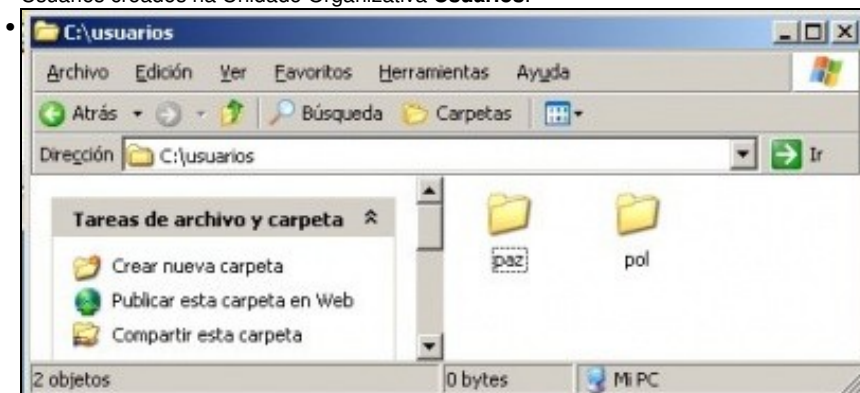 Usuarios creados na Unidade Organizativa Usuarios.
C:\usuarios
Archivo Edición Ver Favoritos Herramientas Ayuda
Atrás Búsqueda Carpetas
Dirección C:\usuarios Ir
Tareas de archivo y carpeta
Crear nueva carpeta
Publicar esta carpeta en Web
Compartir esta carpeta
paz pol
2 objetos 0 bytes Mi PC